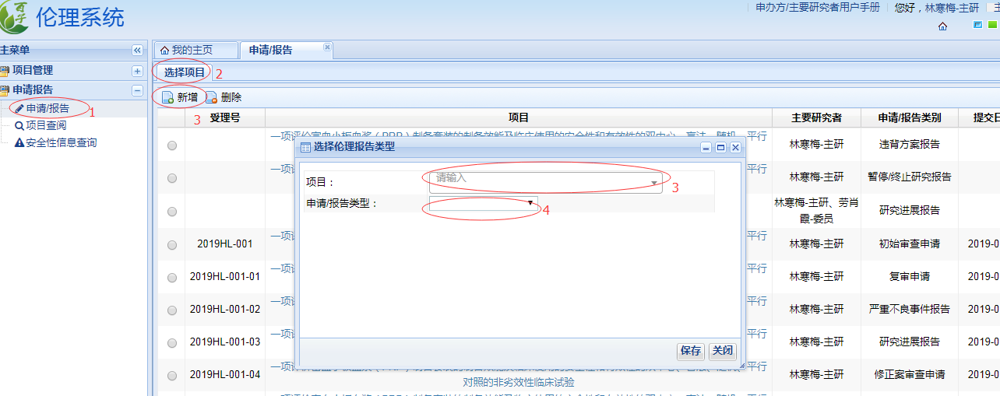 申办方/主要研究者用户手册 您好，林寒梅-主研
百奥
伦理系统
主菜单
我的主页 申请/报告
项目管理
选择项目 2
申请报告
新增 删除
申请/报告 1
3 受理号 项目 主要研究者 申请/报告类别 提交日
项目查阅
安全性信息查询
一项评价富血小板血浆（PRP）制备套装的制备效能及临床使用的安全性和有效性的双中心、盲法、随机、平行
林寒梅-主研 违背方案报告
选择伦理报告类型
项目： 请输入 3
申请/报告类型： 4
保存 关闭
一项 平行
林寒梅-主研 暂停/终止研究报告
林寒梅-主研、劳肖霞-委员 研究进展报告
2019HL-001 一项 平行 林寒梅-主研 初始审查申请 2019-0
2019HL-001-01 一项 平行 林寒梅-主研 复审申请 2019-0
2019HL-001-02 一项 平行 林寒梅-主研 严重不良事件报告 2019-0
2019HL-001-03 一项 平行 林寒梅-主研 研究进展报告 2019-0
2019HL-001-04 林寒梅-主研 修正案审查申请 2019-0
对照的非劣效性临床试验